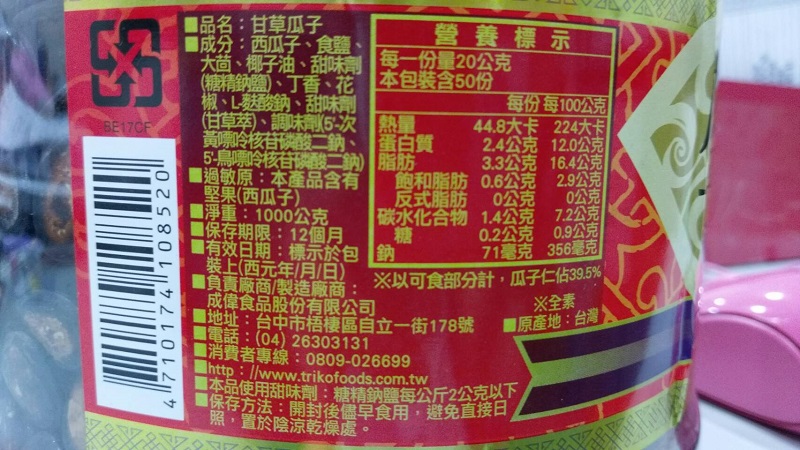 ■品名：甘草瓜子
■成分：西瓜子、食鹽、
大茴、椰子油、甜味劑
(糖精鈉鹽)、丁香、花
椒、L-麩酸鈉、甜味劑
(甘草萃)、調味劑(5'-次
黃嘌呤核苷磷酸二鈉、
5'-鳥嘌呤核苷磷酸二鈉)
■過敏原：本產品含有
堅果(西瓜子)
■淨重：1000公克
■保存期限：12個月
■有效日期：標示於包
裝上(西元年/月/日)
■負責廠商/製造廠商：
成偉食品股份有限公司
■地址：台中市梧棲區自立一街178號
■電話：(04) 26303131
■消費者專線：0809-026699
■http：//www.trikofoods.com.tw
■本品使用甜味劑：糖精鈉鹽每公斤2公克以下
■保存方法：開封後儘早食用，避免直接日
照，置於陰涼乾燥處。
營養標示
每一份量20公克
本包裝含50份
每份 每100公克
熱量 44.8大卡 224大卡
蛋白質 2.4公克 12.0公克
脂肪 3.3公克 16.4公克
飽和脂肪 0.6公克 2.9公克
反式脂肪 0公克 0公克
碳水化合物 1.4公克 7.2公克
糖 0.2公克 0.9公克
鈉 71毫克 356毫克
※以可食部分計，瓜子仁佔39.5%
※全素
■原產地：台灣
SE17CF
4 710174 108520